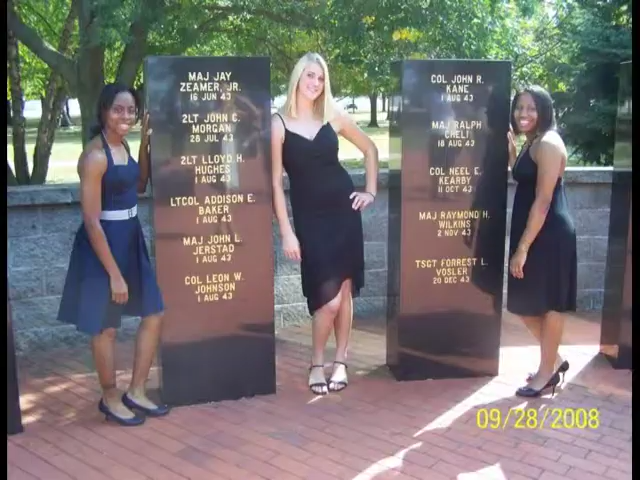 MAJ JAY
ZEAMER, JR.
16 JUN 43
2LT JOHN C
MORGAN
28 JUL 43
2LT LLOYD H.
HUGHES
1 AUG 43
LTCOL ADDISON E.
BAKER
1 AUG 43
MAJ JOHN L.
JERSTAD
1 AUG 43
COL LEON W.
JOHNSON
1 AUG 43
COL JOHN R.
KANE
1 AUG 43
MAJ RALPH
CHELI
18 AUG 43
COL NEEL E.
KEARBY
11 OCT 43
MAJ RAYMOND H.
WILKINS
2 NOV 43
TSGT FORREST L.
VOSLER
20 DEC 43
09/28/2008